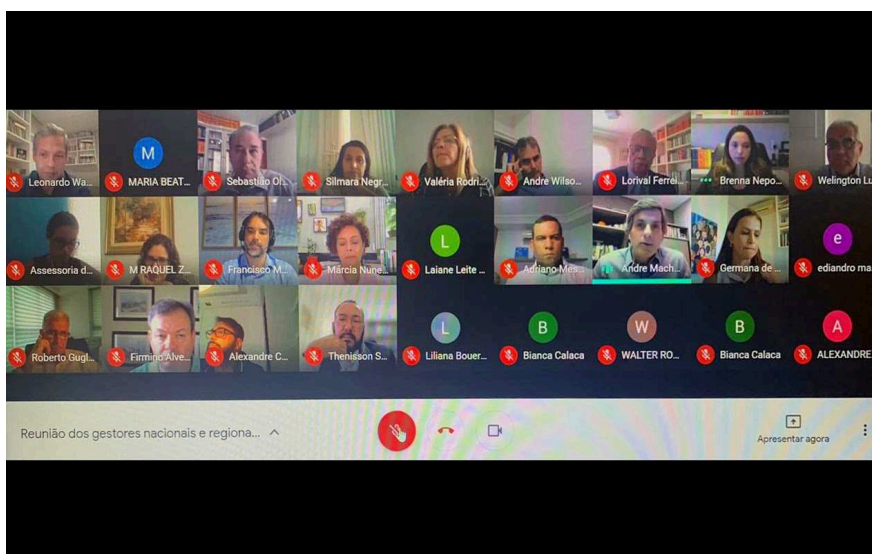 Leonardo Wa...
M
MARIA BEAT...
Sebastião Ol...
Silmara Negr...
Valéria Rodri...
Andre Wilso...
Lorival Ferrei...
Brenna Nepo...
Welington Lu
Assessoria d...
M RAQUEL Z...
Francisco M...
Márcia Nune...
L
Laiane Leite ...
Adriano Mes...
Andre Mach...
Germana de ...
e
ediandro ma
Roberto Gugl...
Firmino Alve...
Alexandre C...
Thenisson S...
L
Liliana Bouer...
B
Bianca Calaca
W
WALTER RO...
B
Bianca Calaca
A
ALEXANDRE
Reunião dos gestores nacionais e regiona...
Apresentar agora